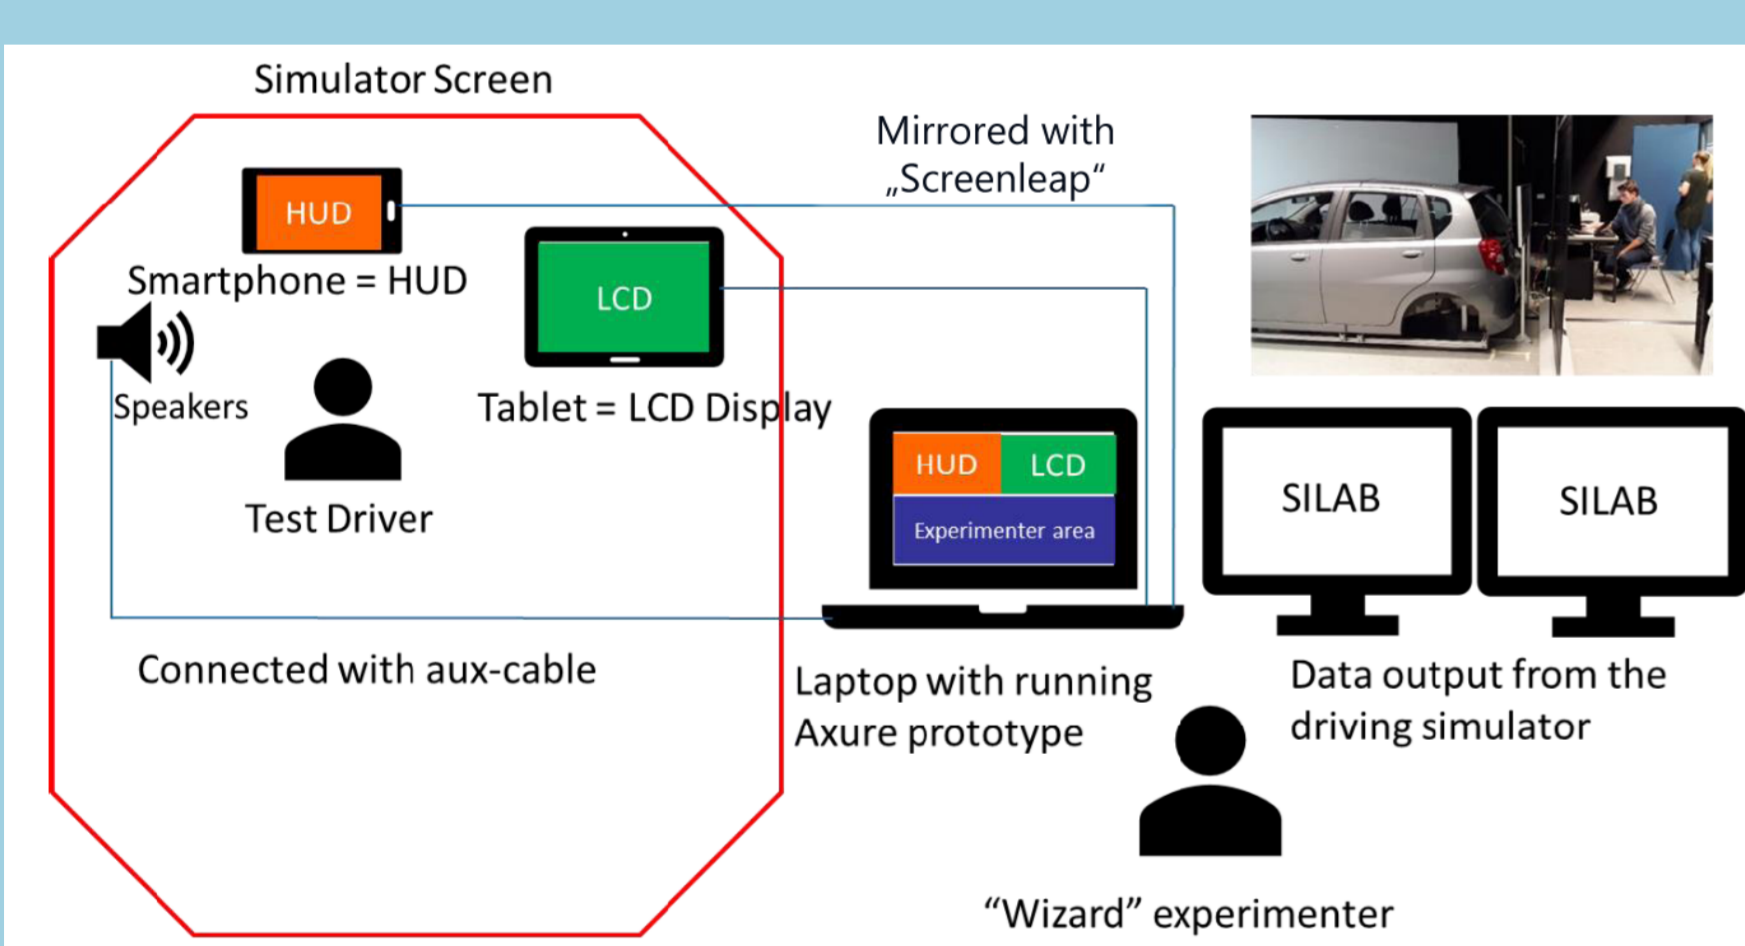 Simulator Screen
Mirrored with
„Screenleap“
HUD
Smartphone = HUD
LCD
Speakers
Tablet = LCD Display
Test Driver
HUD
LCD
Experimenter area
SILAB
SILAB
Connected with aux-cable
Laptop with running
Axure prototype
Data output from the
driving simulator
“Wizard” experimenter